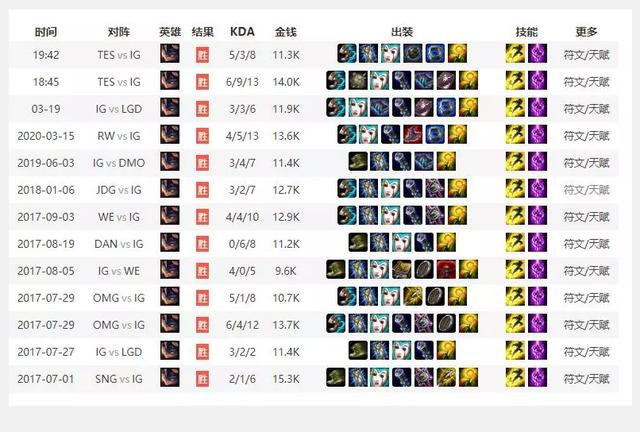 时间 对阵 英雄 结果 KDA 金钱 出装 技能 更多
19:42 TES vs IG 胜 5/3/8 11.3K 符文/天赋
18:45 TES vs IG 胜 6/9/13 14.0K 符文/天赋
03-19 IG vs LGD 胜 3/3/6 11.9K 符文/天赋
2020-03-15 RW vs IG 胜 4/5/13 13.6K 符文/天赋
2019-06-03 IG vs DMO 胜 3/4/7 11.4K 符文/天赋
2018-01-06 JDG vs IG 胜 3/2/7 12.7K 符文/天赋
2017-09-03 WE vs IG 胜 4/4/10 12.9K 符文/天赋
2017-08-19 DAN vs IG 胜 0/6/8 11.2K 符文/天赋
2017-08-05 IG vs WE 胜 4/0/5 9.6K 符文/天赋
2017-07-29 OMG vs IG 胜 5/1/8 10.7K 符文/天赋
2017-07-29 OMG vs IG 胜 6/4/12 13.7K 符文/天赋
2017-07-27 IG vs LGD 胜 3/2/2 11.4K 符文/天赋
2017-07-01 SNG vs IG 胜 2/1/6 15.3K 符文/天赋